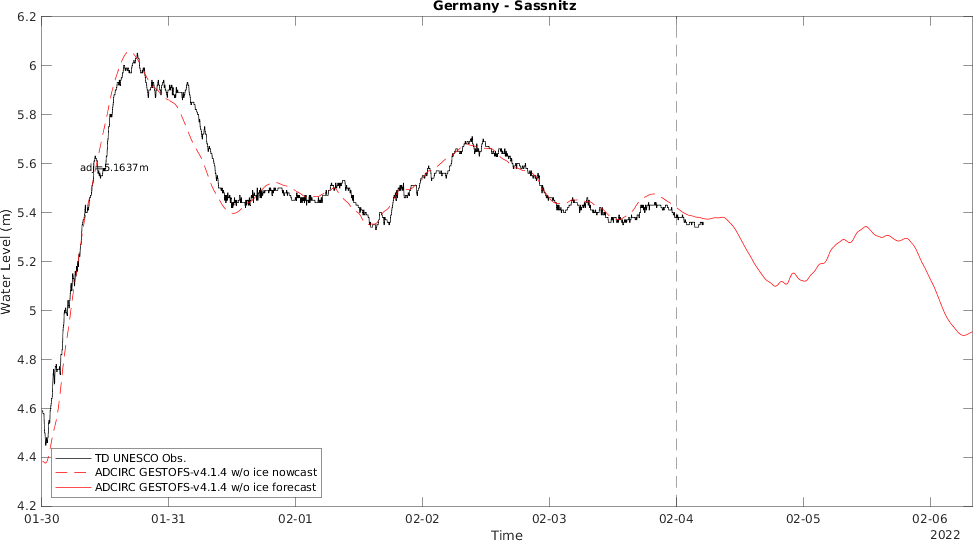 Germany - Sassnitz
Water Level (m)
6.2
6
5.8
5.6
5.4
5.2
5
4.8
4.6
4.4
4.2
adj=5.1637m
TD UNESCO Obs.
ADCIRC GESTOFS-v4.1.4 w/o ice nowcast
ADCIRC GESTOFS-v4.1.4 w/o ice forecast
01-30 01-31 02-01 02-02 02-03 02-04 02-05 02-06
Time
2022